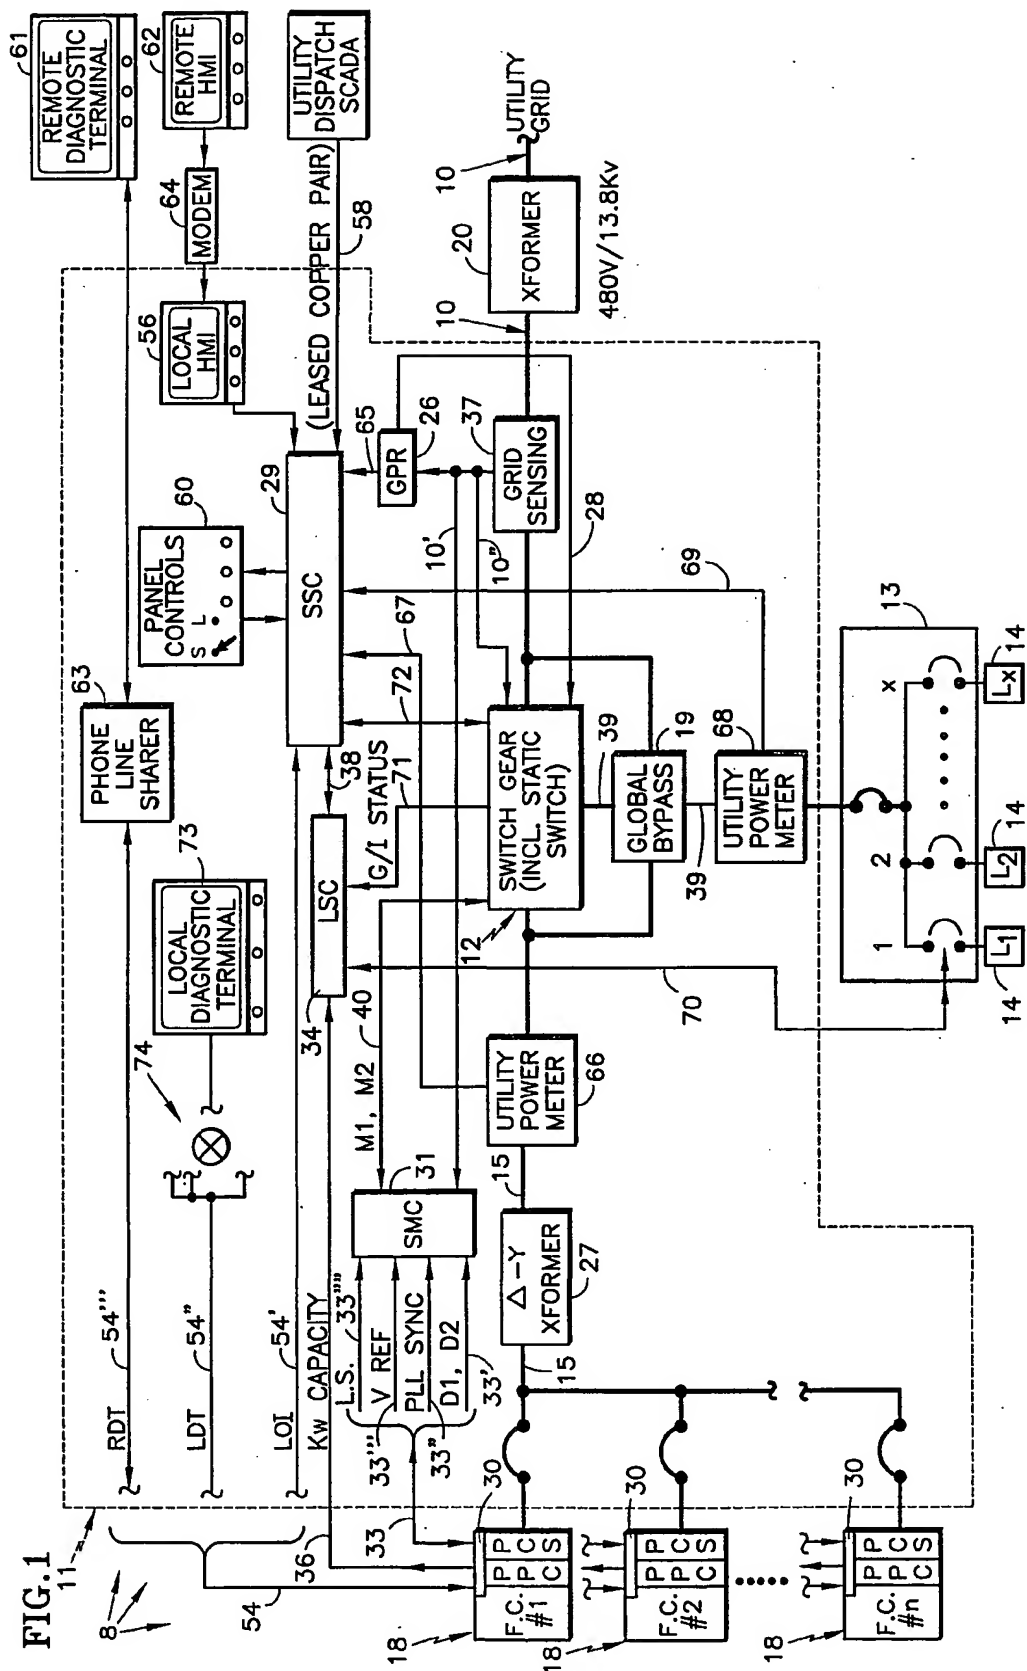 FIG.1
8
11
RDT
54'''
LDT
54"
LOI
54'
54
KW CAPACITY
36
74
73
LOCAL
DIAGNOSTIC
TERMINAL
63
PHONE
LINE
SHARER
60
PANEL
CONTROLS
S L
56
LOCAL
HMI
64
MODEM
61
REMOTE
DIAGNOSTIC
TERMINAL
62
REMOTE
HMI
UTILITY
DISPATCH
SCADA
(LEASED COPPER PAIR)
58
29
SSC
65
GPR
26
34
LSC
38
G/I STATUS
71
72
67
69
70
10'
10"
28
37
GRID
SENSING
10
20
XFORMER
480V/13.8Kv
10
UTILITY
GRID
M1, M2
40
31
SMC
L.S.
33''''
V REF
33'''
PLL SYNC
33"
D1, D2
33'
33
12
SWITCH GEAR
(INCL. STATIC
SWITCH)
39
19
GLOBAL
BYPASS
39
68
UTILITY
POWER
METER
66
UTILITY
POWER
METER
15
27
Δ-Y
XFORMER
15
13
1
2
x
L1
L2
Lx
14
14
14
18
F.C.
#1
P
P
C
P
C
S
30
18
F.C.
#2
P
P
C
P
C
S
30
18
F.C.
#n
P
P
C
P
C
S
30